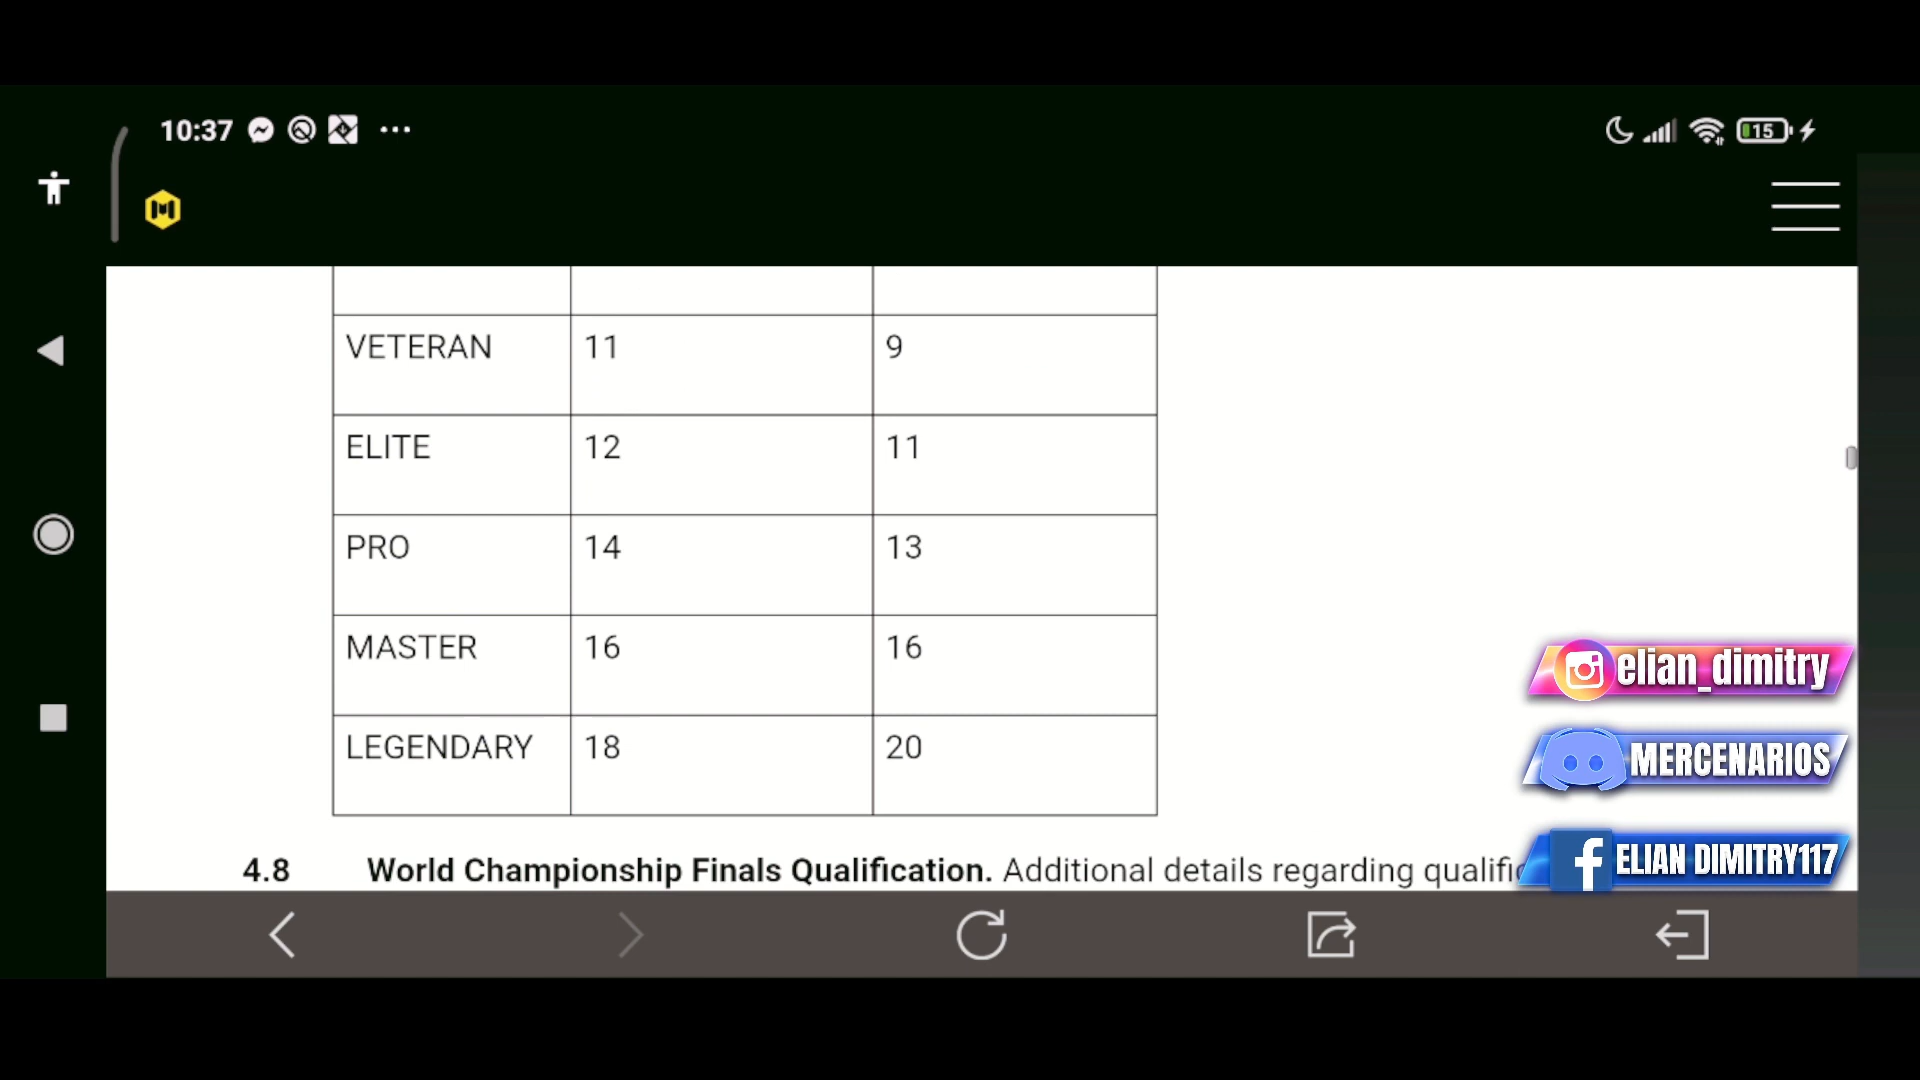 10:37
15
VETERAN 11 9
ELITE 12 11
PRO 14 13
MASTER 16 16
LEGENDARY 18 20
4.8 World Championship Finals Qualification. Additional details regarding
elian_dimitry
MERCENARIOS
ELIAN DIMITRY117